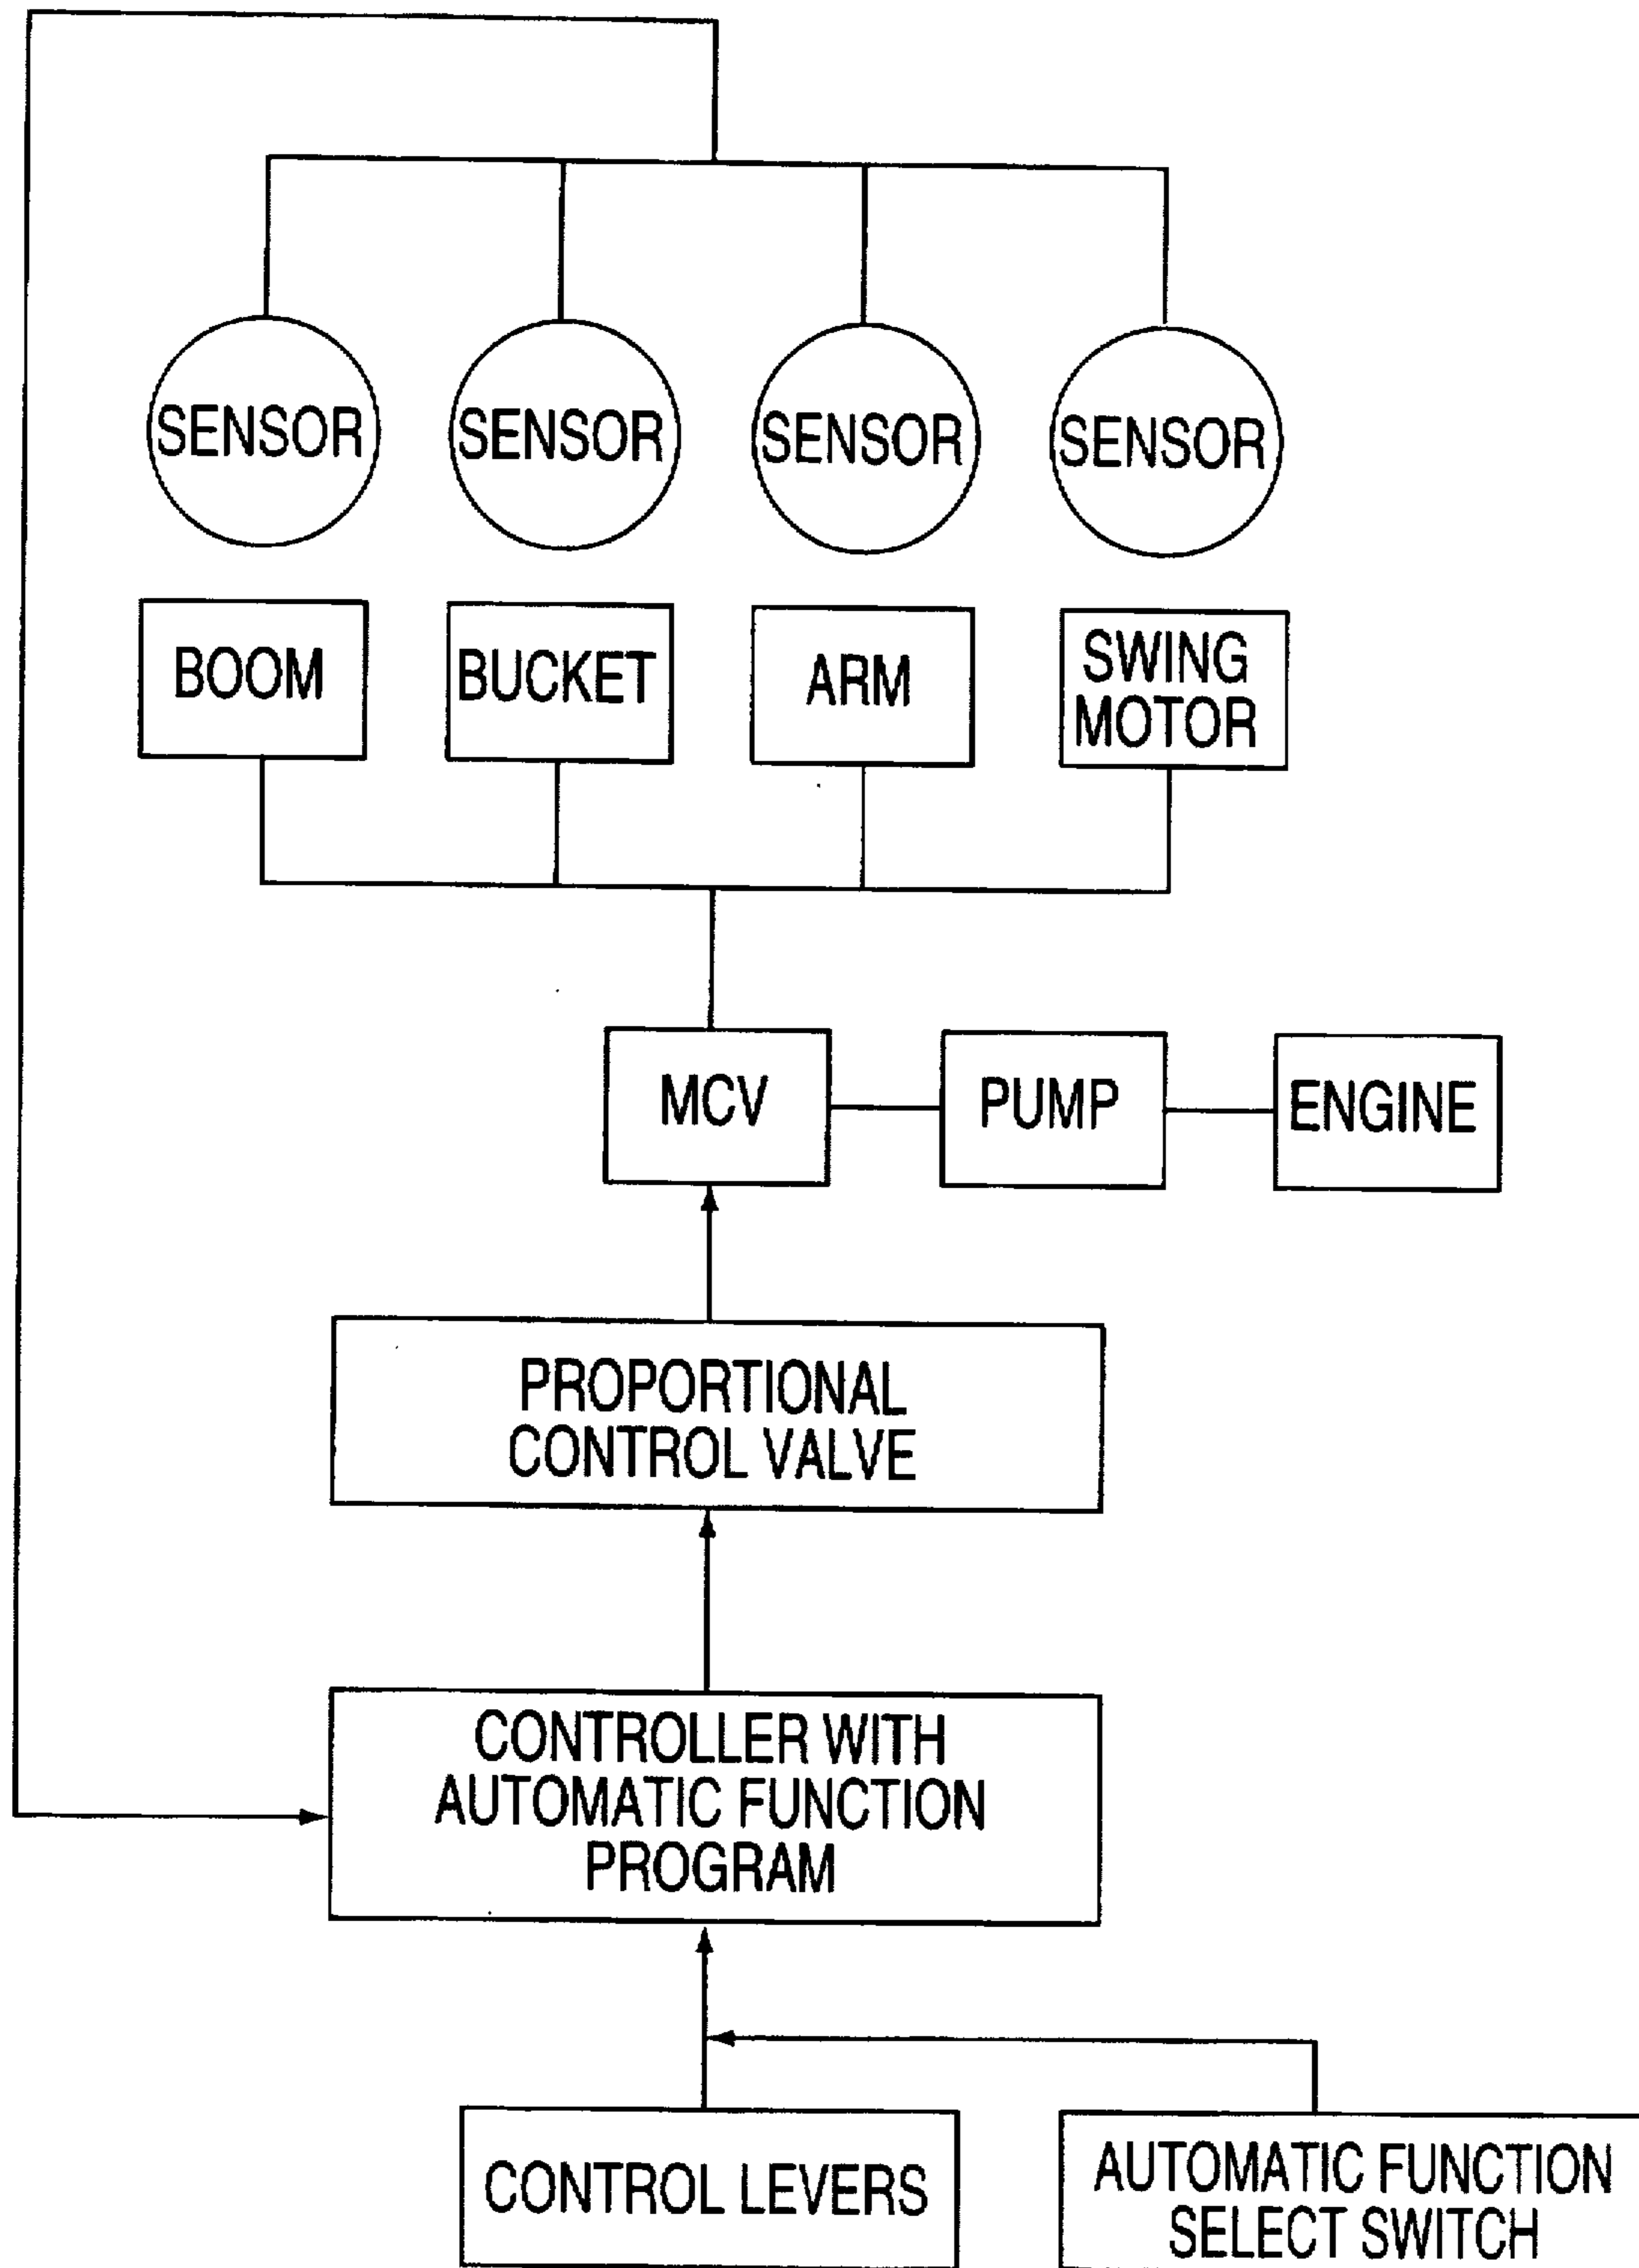 SENSOR
SENSOR
SENSOR
SENSOR
BOOM
BUCKET
ARM
SWING
MOTOR
MCV
PUMP
ENGINE
PROPORTIONAL
CONTROL VALVE
CONTROLLER WITH
AUTOMATIC FUNCTION
PROGRAM
CONTROL LEVERS
AUTOMATIC FUNCTION
SELECT SWITCH